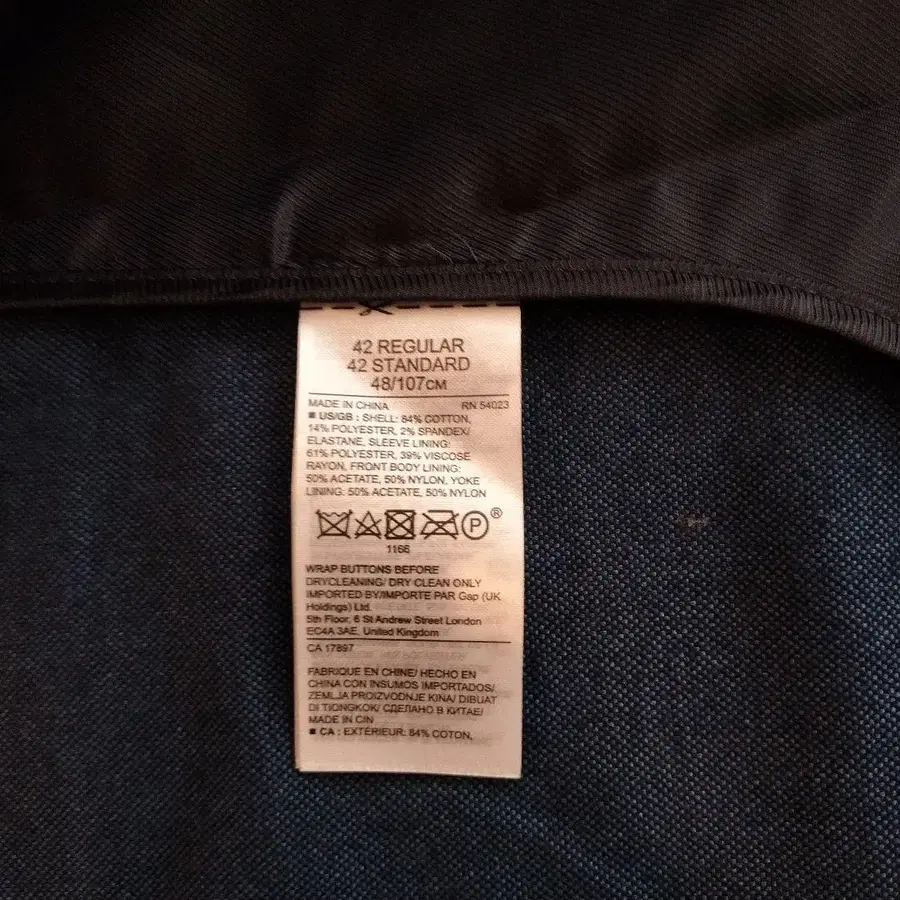 42 REGULAR
42 STANDARD
48/107CM
MADE IN CHINA RN 54023
■ US/GB : SHELL: 84% COTTON,
14% POLYESTER, 2% SPANDEX/
ELASTANE, SLEEVE LINING:
61% POLYESTER, 39% VISCOSE
RAYON, FRONT BODY LINING:
50% ACETATE, 50% NYLON, YOKE
LINING: 50% ACETATE, 50% NYLON
P ®
1166
WRAP BUTTONS BEFORE
DRYCLEANING/ DRY CLEAN ONLY
IMPORTED BY/IMPORTE PAR Gap (UK
Holdings) Ltd.
5th Floor, 6 St Andrew Street London
EC4A 3AE, United Kingdom
CA 17897
FABRIQUE EN CHINE/ HECHO EN
CHINA CON INSUMOS IMPORTADOS/
ZEMLJA PROIZVODNJE KINA/ DIBUAT
DI TIONGKOK/ СДЕЛАНО В КИТАЕ/
MADE IN CIN
■ CA : EXTÉRIEUR: 84% COTON,